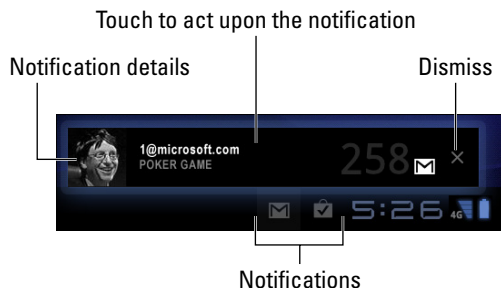 Touch to act upon the notification
Notification details
Dismiss
1@microsoft.com
POKER GAME
258
5:26
4G
Notifications